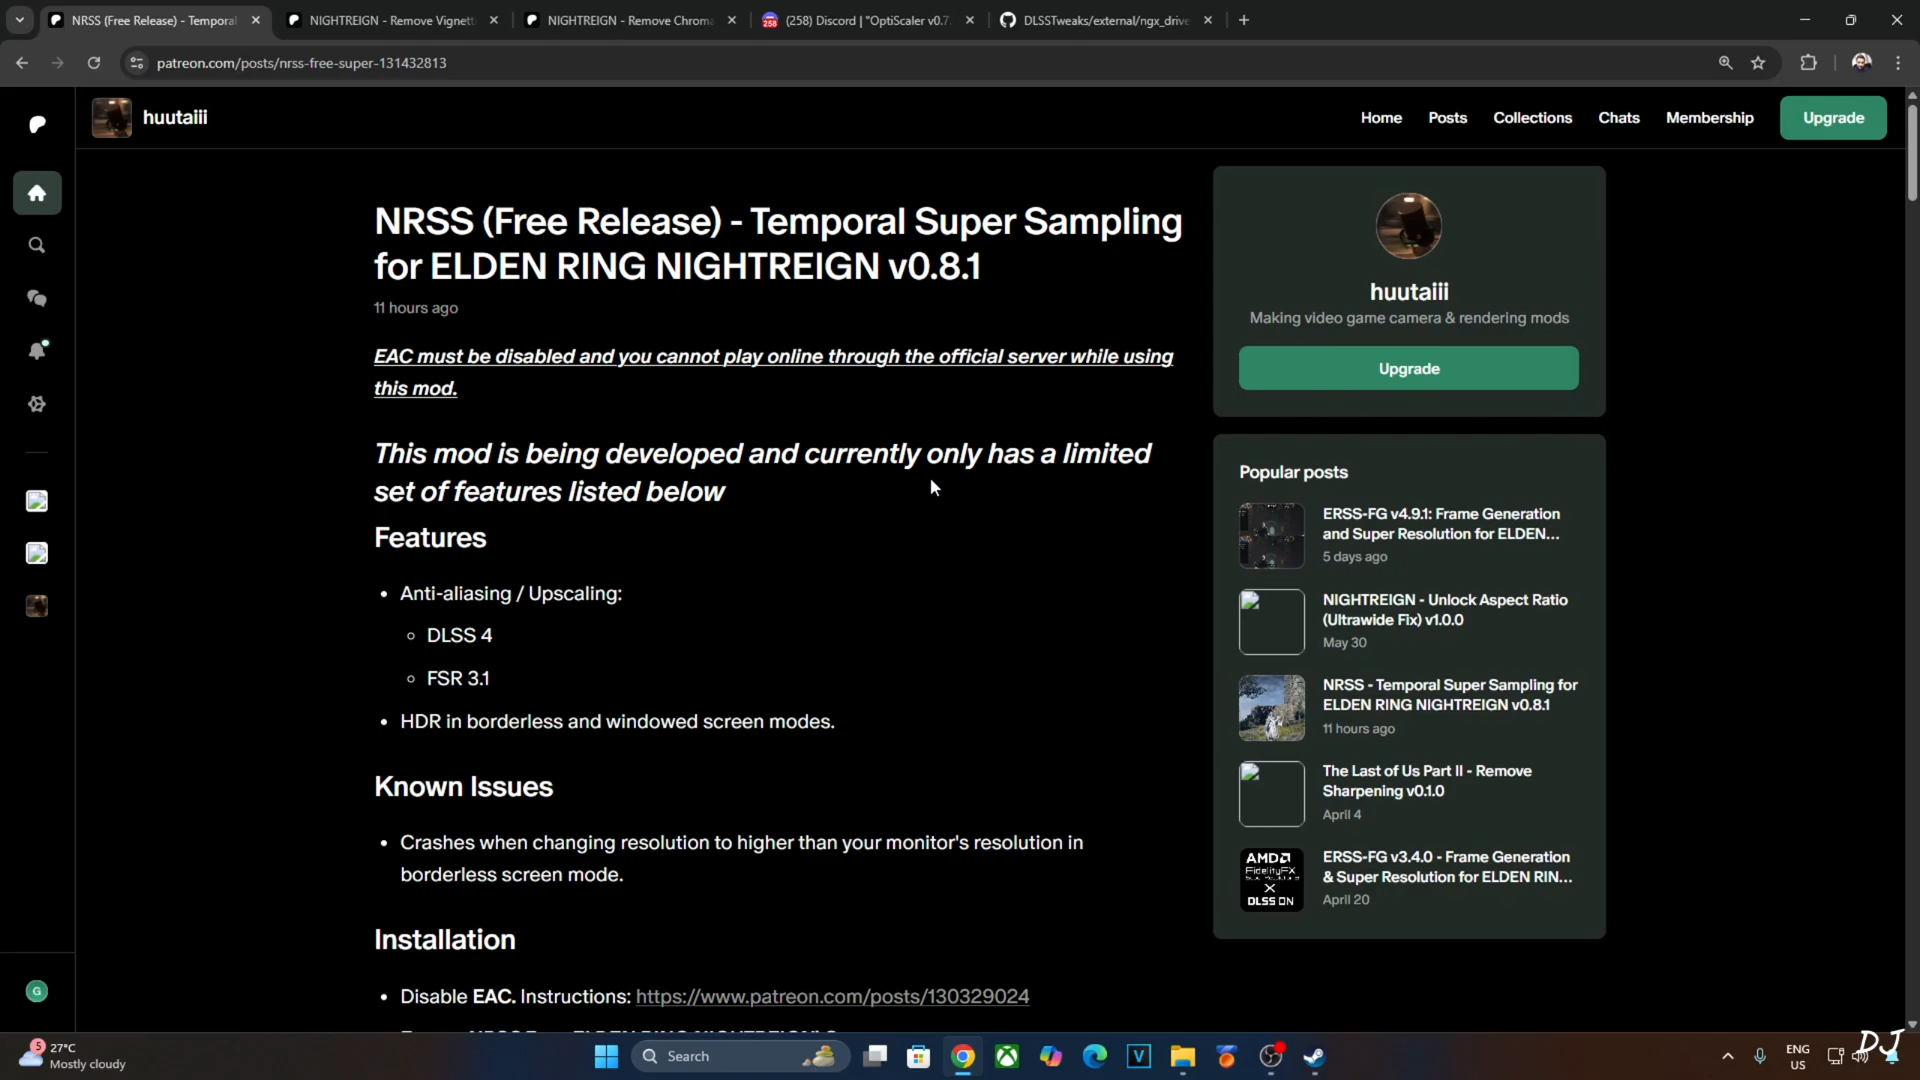 NRSS (Free Release) - Temporal
NIGHTREIGN - Remove Vignett
NIGHTREIGN - Remove Chroma
(258) Discord | "OptiScaler v0.7.
DLSSTweaks/external/ngx_drive
patreon.com/posts/nrss-free-super-131432813
huutaiii
Home
Posts
Collections
Chats
Membership
Upgrade
NRSS (Free Release) - Temporal Super Sampling
for ELDEN RING NIGHTREIGN v0.8.1
11 hours ago
EAC must be disabled and you cannot play online through the official server while using
this mod.
This mod is being developed and currently only has a limited
set of features listed below
Features
• Anti-aliasing / Upscaling:
DLSS 4
FSR 3.1
• HDR in borderless and windowed screen modes.
Known Issues
• Crashes when changing resolution to higher than your monitor's resolution in
borderless screen mode.
Installation
• Disable EAC. Instructions: https://www.patreon.com/posts/130329024
huutaiii
Making video game camera & rendering mods
Upgrade
Popular posts
ERSS-FG v4.9.1: Frame Generation
and Super Resolution for ELDEN...
5 days ago
NIGHTREIGN - Unlock Aspect Ratio
(Ultrawide Fix) v1.0.0
May 30
NRSS - Temporal Super Sampling for
ELDEN RING NIGHTREIGN v0.8.1
11 hours ago
The Last of Us Part II - Remove
Sharpening v0.1.0
April 4
AMD
FidelityFX
X
DLSS ON
ERSS-FG v3.4.0 - Frame Generation
& Super Resolution for ELDEN RIN...
April 20
G
5
27°C
Mostly cloudy
Search
V
ENG
US
DJ